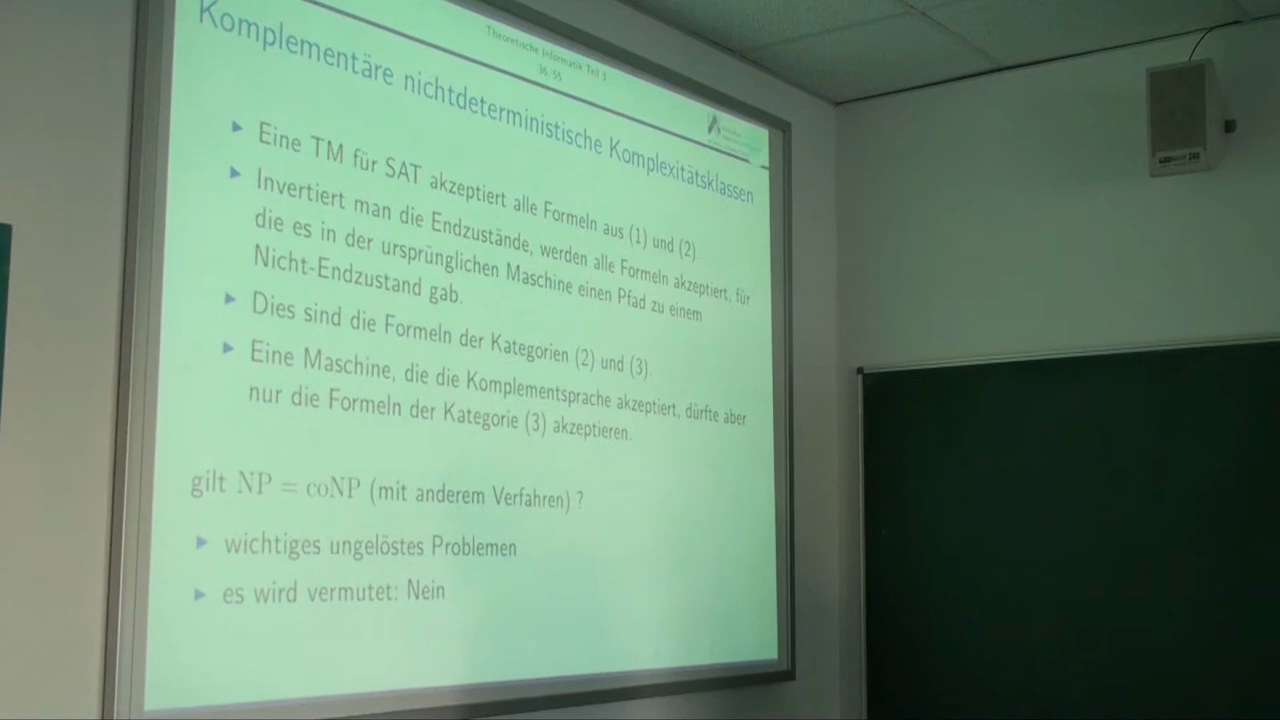 Theoretische Informatik Teil 3
36/55
Komplementäre nichtdeterministische Komplexitätsklassen
Eine TM für SAT akzeptiert alle Formeln aus (1) und (2).
Invertiert man die Endzustände, werden alle Formeln akzeptiert, für
die es in der ursprünglichen Maschine einen Pfad zu einem
Nicht-Endzustand gab.
Dies sind die Formeln der Kategorien (2) und (3).
Eine Maschine, die die Komplementsprache akzeptiert, dürfte aber
nur die Formeln der Kategorie (3) akzeptieren.
gilt NP = coNP (mit anderem Verfahren) ?
wichtiges ungelöstes Problemen
es wird vermutet: Nein